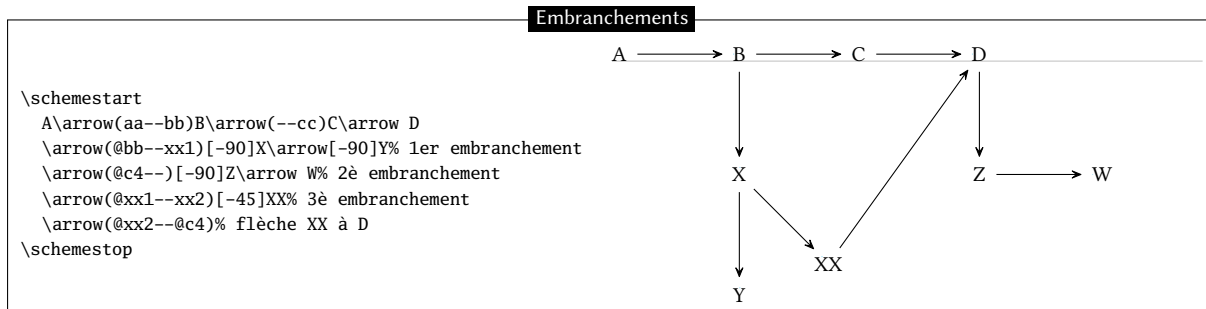 Embranchements
\schemestart
A\arrow(aa--bb)B\arrow(--cc)C\arrow D
\arrow(@bb--xx1)[-90]X\arrow[-90]Y% 1er embranchement
\arrow(@c4--)[-90]Z\arrow W% 2è embranchement
\arrow(@xx1--xx2)[-45]XX% 3è embranchement
\arrow(@xx2--@c4)% flèche XX à D
\schemestop
A B C D
X Z W
XX
Y